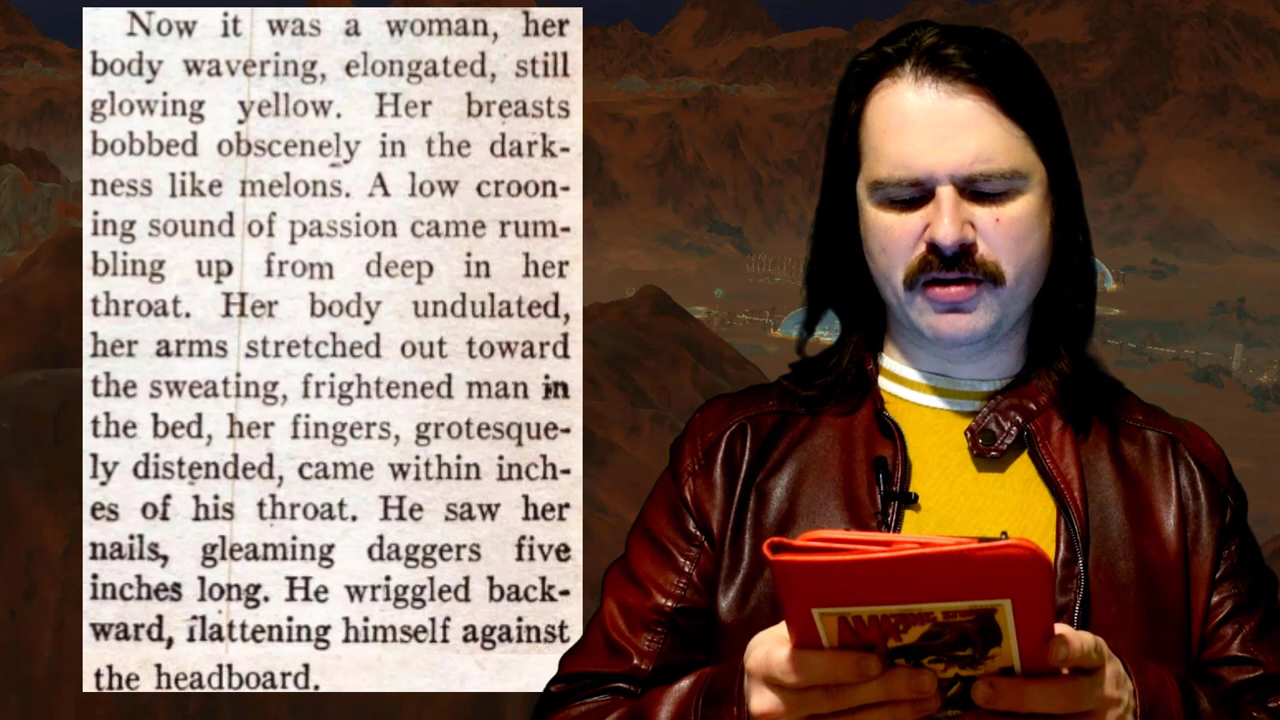 Now it was a woman, her
body wavering, elongated, still
glowing yellow. Her breasts
bobbed obscenely in the dark-
ness like melons. A low croon-
ing sound of passion came rum-
bling up from deep in her
throat. Her body undulated,
her arms stretched out toward
the sweating, frightened man in
the bed, her fingers, grotesque-
ly distended, came within inch-
es of his throat. He saw her
nails, gleaming daggers five
inches long. He wriggled back-
ward, flattening himself against
the headboard.